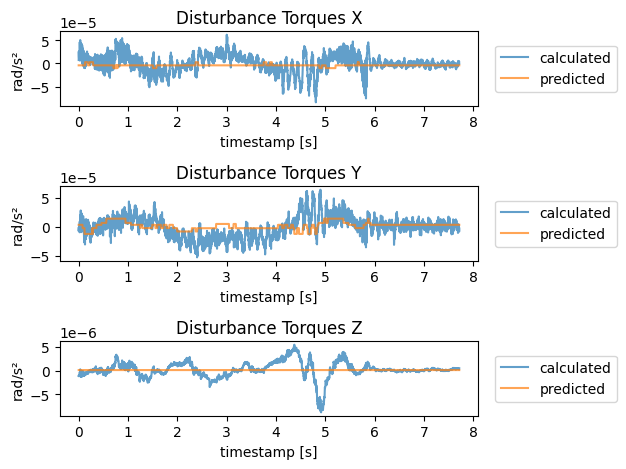 Disturbance Torques X
1e−5
rad/s²
5
0
−5
0 1 2 3 4 5 6 7 8
timestamp [s]
calculated
predicted
Disturbance Torques Y
1e−5
rad/s²
5
0
−5
0 1 2 3 4 5 6 7 8
timestamp [s]
calculated
predicted
Disturbance Torques Z
1e−6
rad/s²
5
0
−5
0 1 2 3 4 5 6 7 8
timestamp [s]
calculated
predicted